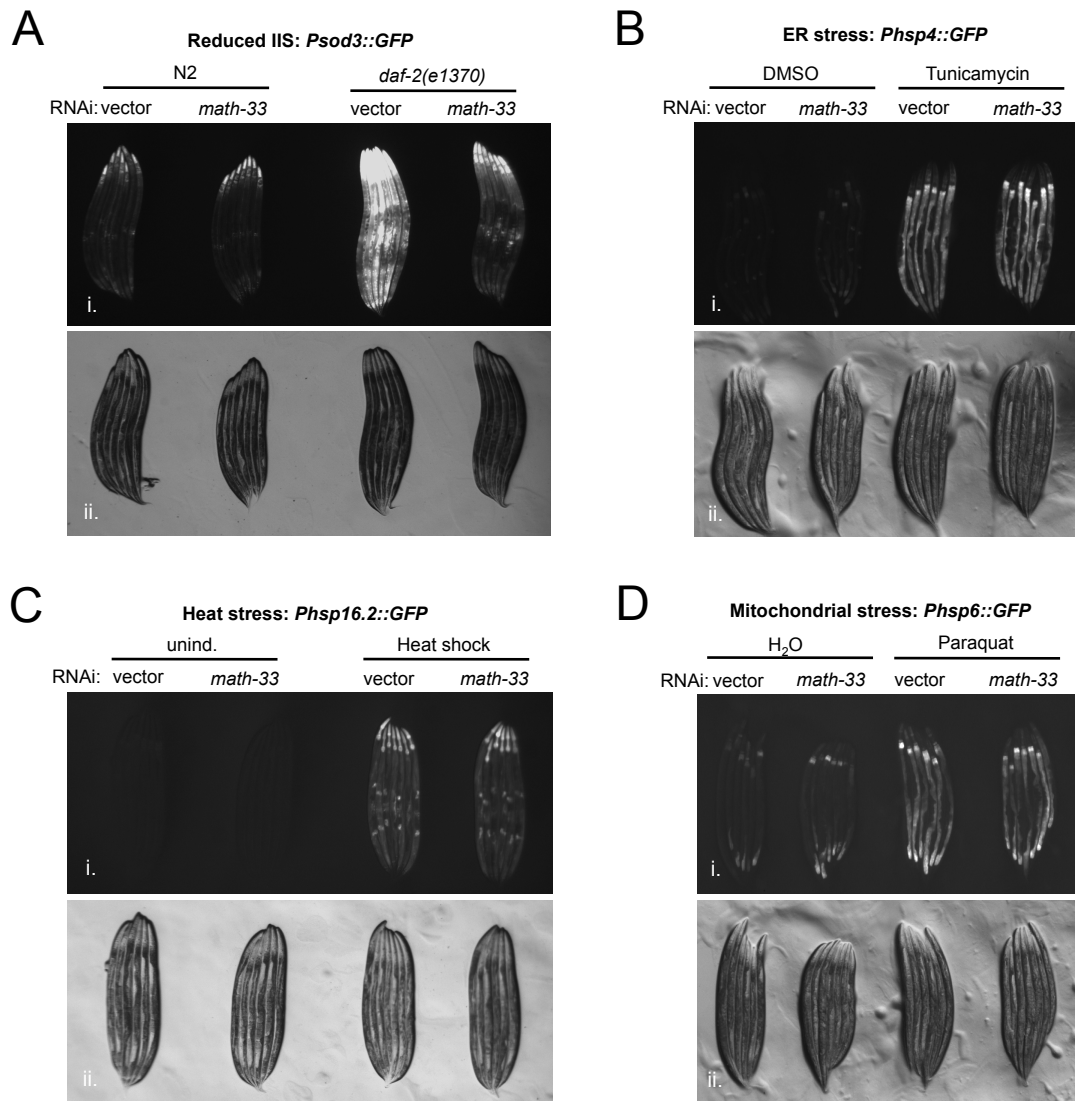 A
Reduced IIS: Psod3::GFP
N2 daf-2(e1370)
RNAi: vector math-33 vector math-33
i.
ii.
B
ER stress: Phsp4::GFP
DMSO Tunicamycin
RNAi: vector math-33 vector math-33
i.
ii.
C
Heat stress: Phsp16.2::GFP
unind. Heat shock
RNAi: vector math-33 vector math-33
i.
ii.
D
Mitochondrial stress: Phsp6::GFP
H2O Paraquat
RNAi: vector math-33 vector math-33
i.
ii.